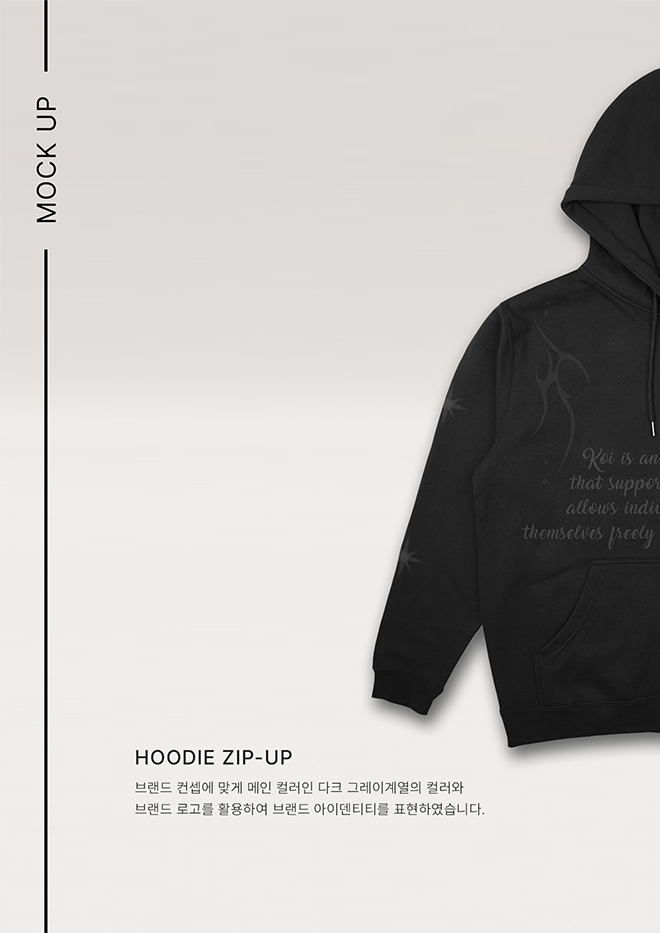 MOCK UP
Koi is an
that suppor
allows indiv
themselves freely
HOODIE ZIP-UP
브랜드 컨셉에 맞게 메인 컬러인 다크 그레이계열의 컬러와
브랜드 로고를 활용하여 브랜드 아이덴티티를 표현하였습니다.